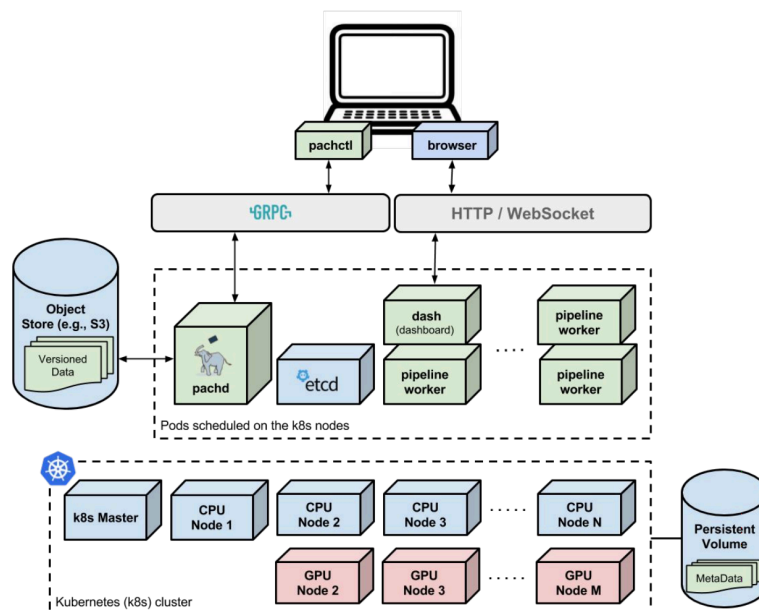 pachctl
browser
GRPC
HTTP / WebSocket
Object
Store (e.g., S3)
Versioned
Data
pachd
etcd
dash
(dashboard)
pipeline
worker
pipeline
worker
. . . .
pipeline
worker
pipeline
worker
Pods scheduled on the k8s nodes
k8s Master
CPU
Node 1
CPU
Node 2
CPU
Node 3
. . . . .
CPU
Node N
GPU
Node 2
GPU
Node 3
. . . . .
GPU
Node M
Kubernetes (k8s) cluster
Persistent
Volume
MetaData